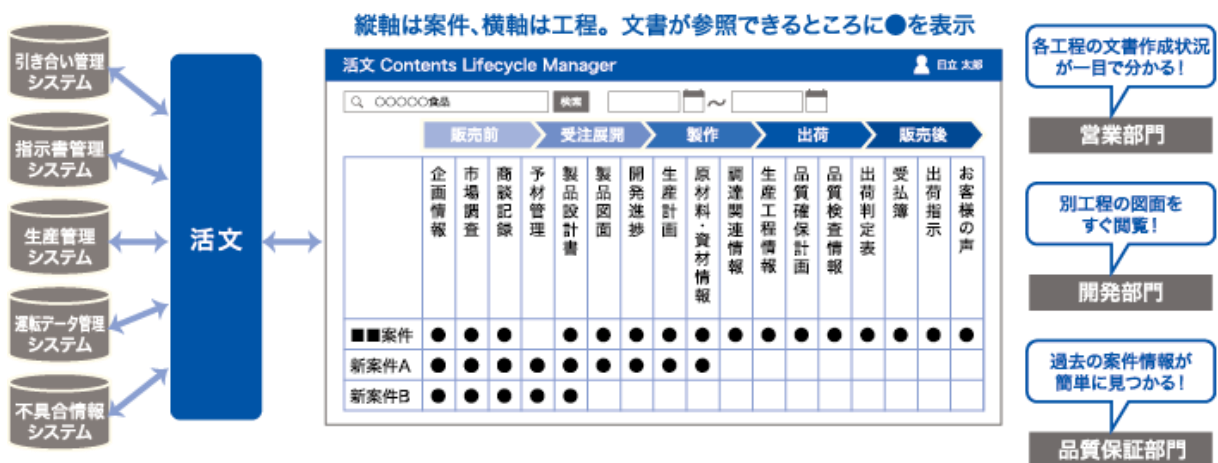 縦軸は案件、横軸は工程。文書が参照できるところに●を表示
引き合い管理
システム
指示書管理
システム
生産管理
システム
運転データ管理
システム
不具合情報
システム
活文
活文 Contents Lifecycle Manager
日立 太郎
○○○○○食品
検索
～
販売前
受注展開
製作
出荷
販売後
企画情報
市場調査
商談記録
予材管理
製品設計書
製品図面
開発進捗
生産計画
原材料・資材情報
調達関連情報
生産工程情報
品質確保計画
品質検査情報
出荷判定表
受払簿
出荷指示
お客様の声
■■案件 ● ● ● ● ● ● ● ● ● ● ● ● ● ● ● ●
新案件A ● ● ● ● ● ● ● ● ●
新案件B ● ● ● ● ●
各工程の文書作成状況
が一目で分かる！
営業部門
別工程の図面を
すぐ閲覧！
開発部門
過去の案件情報が
簡単に見つかる！
品質保証部門